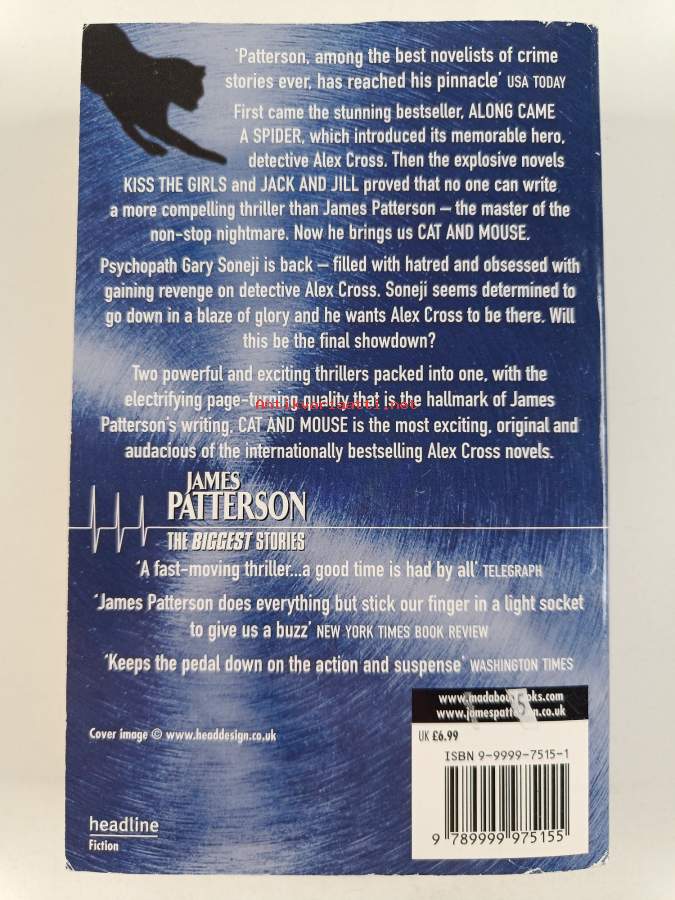 ‘Patterson, among the best novelists of crime
stories ever, has reached his pinnacle’ USA TODAY
First came the stunning bestseller, ALONG CAME
A SPIDER, which introduced its memorable hero,
detective Alex Cross. Then the explosive novels
KISS THE GIRLS and JACK AND JILL proved that no one can write
a more compelling thriller than James Patterson – the master of the
non-stop nightmare. Now he brings us CAT AND MOUSE.
Psychopath Gary Soneji is back – filled with hatred and obsessed with
gaining revenge on detective Alex Cross. Soneji seems determined to
go down in a blaze of glory and he wants Alex Cross to be there. Will
this be the final showdown?
Two powerful and exciting thrillers packed into one, with the
electrifying page-turning quality that is the hallmark of James
Antikvariaatti.net
Patterson’s writing, CAT AND MOUSE is the most exciting, original and
audacious of the internationally bestselling Alex Cross novels.
JAMES
PATTERSON
THE BIGGEST STORIES
‘A fast-moving thriller...a good time is had by all’ TELEGRAPH
‘James Patterson does everything but stick our finger in a light socket
to give us a buzz’ NEW YORK TIMES BOOK REVIEW
‘Keeps the pedal down on the action and suspense’ WASHINGTON TIMES
www.madaboutbooks.com
www.jamespatterson.co.uk
Cover image © www.headdesign.co.uk
UK £6.99
ISBN 9-9999-7515-1
9 789999 975155
headline
Fiction